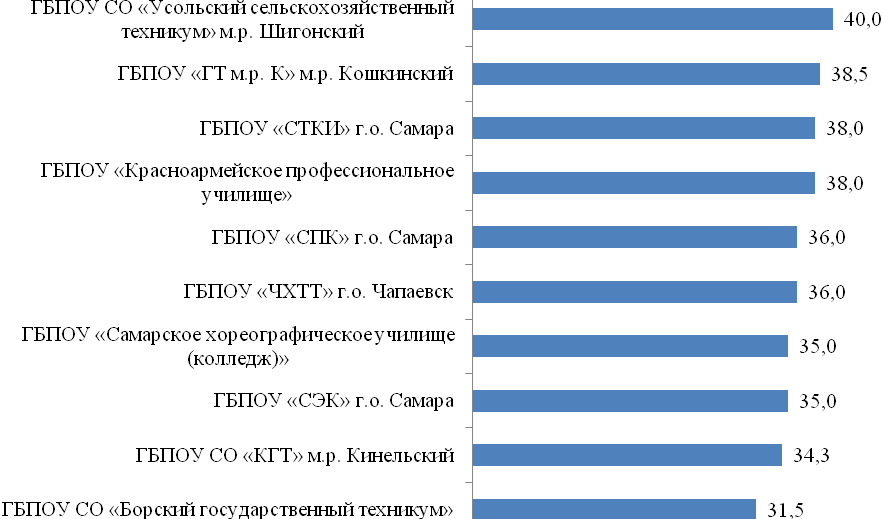 ГБПОУ СО «Усольский сельскохозяйственный
техникум» м.р. Шигонский
40,0
ГБПОУ «ГТ м.р. К» м.р. Кошкинский
38,5
ГБПОУ «СТКИ» г.о. Самара
38,0
ГБПОУ «Красноармейское профессиональное
училище»
38,0
ГБПОУ «СПК» г.о. Самара
36,0
ГБПОУ «ЧХТТ» г.о. Чапаевск
36,0
ГБПОУ «Самарское хореографическое училище
(колледж)»
35,0
ГБПОУ «СЭК» г.о. Самара
35,0
ГБПОУ СО «КГТ» м.р. Кинельский
34,3
ГБПОУ СО «Борский государственный техникум»
31,5